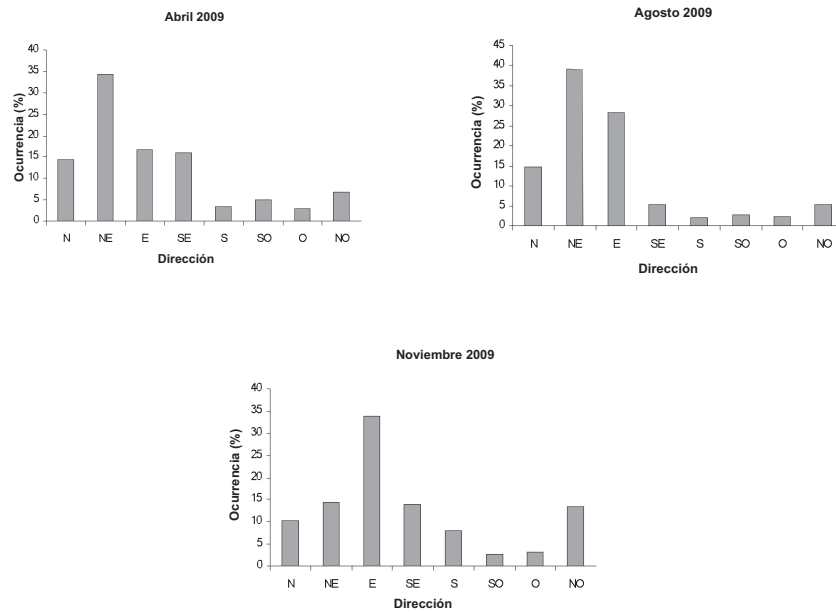 Abril 2009
40
35
30
25
20
15
10
5
0
Ocurrencia (%)
N NE E SE S SO O NO
Dirección
Agosto 2009
45
40
35
30
25
20
15
10
5
0
Ocurrencia (%)
N NE E SE S SO O NO
Dirección
Noviembre 2009
40
35
30
25
20
15
10
5
0
Ocurrencia (%)
N NE E SE S SO O NO
Dirección